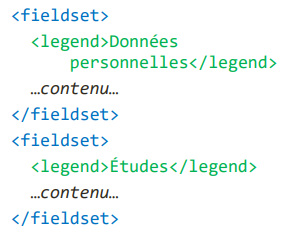 <fieldset>
<legend>Données
personnelles</legend>
…contenu…
</fieldset>
<fieldset>
<legend>Études</legend>
…contenu…
</fieldset>